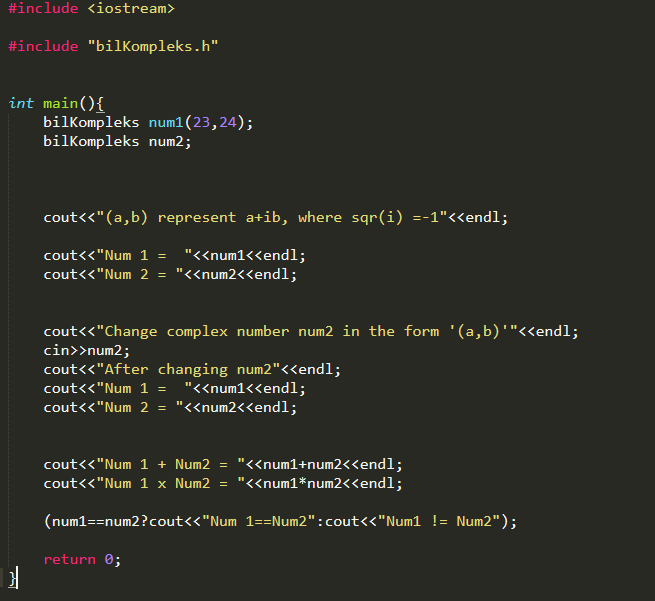 #include <iostream>
#include "bilKompleks.h"
int main(){
bilKompleks num1(23,24);
bilKompleks num2;
cout<<"(a,b) represent a+ib, where sqr(i) =-1"<<endl;
cout<<"Num 1 =  "<<num1<<endl;
cout<<"Num 2 = "<<num2<<endl;
cout<<"Change complex number num2 in the form '(a,b)'"<<endl;
cin>>num2;
cout<<"After changing num2"<<endl;
cout<<"Num 1 =  "<<num1<<endl;
cout<<"Num 2 = "<<num2<<endl;
cout<<"Num 1 + Num2 = "<<num1+num2<<endl;
cout<<"Num 1 x Num2 = "<<num1*num2<<endl;
(num1==num2?cout<<"Num 1==Num2":cout<<"Num1 != Num2");
return 0;
}